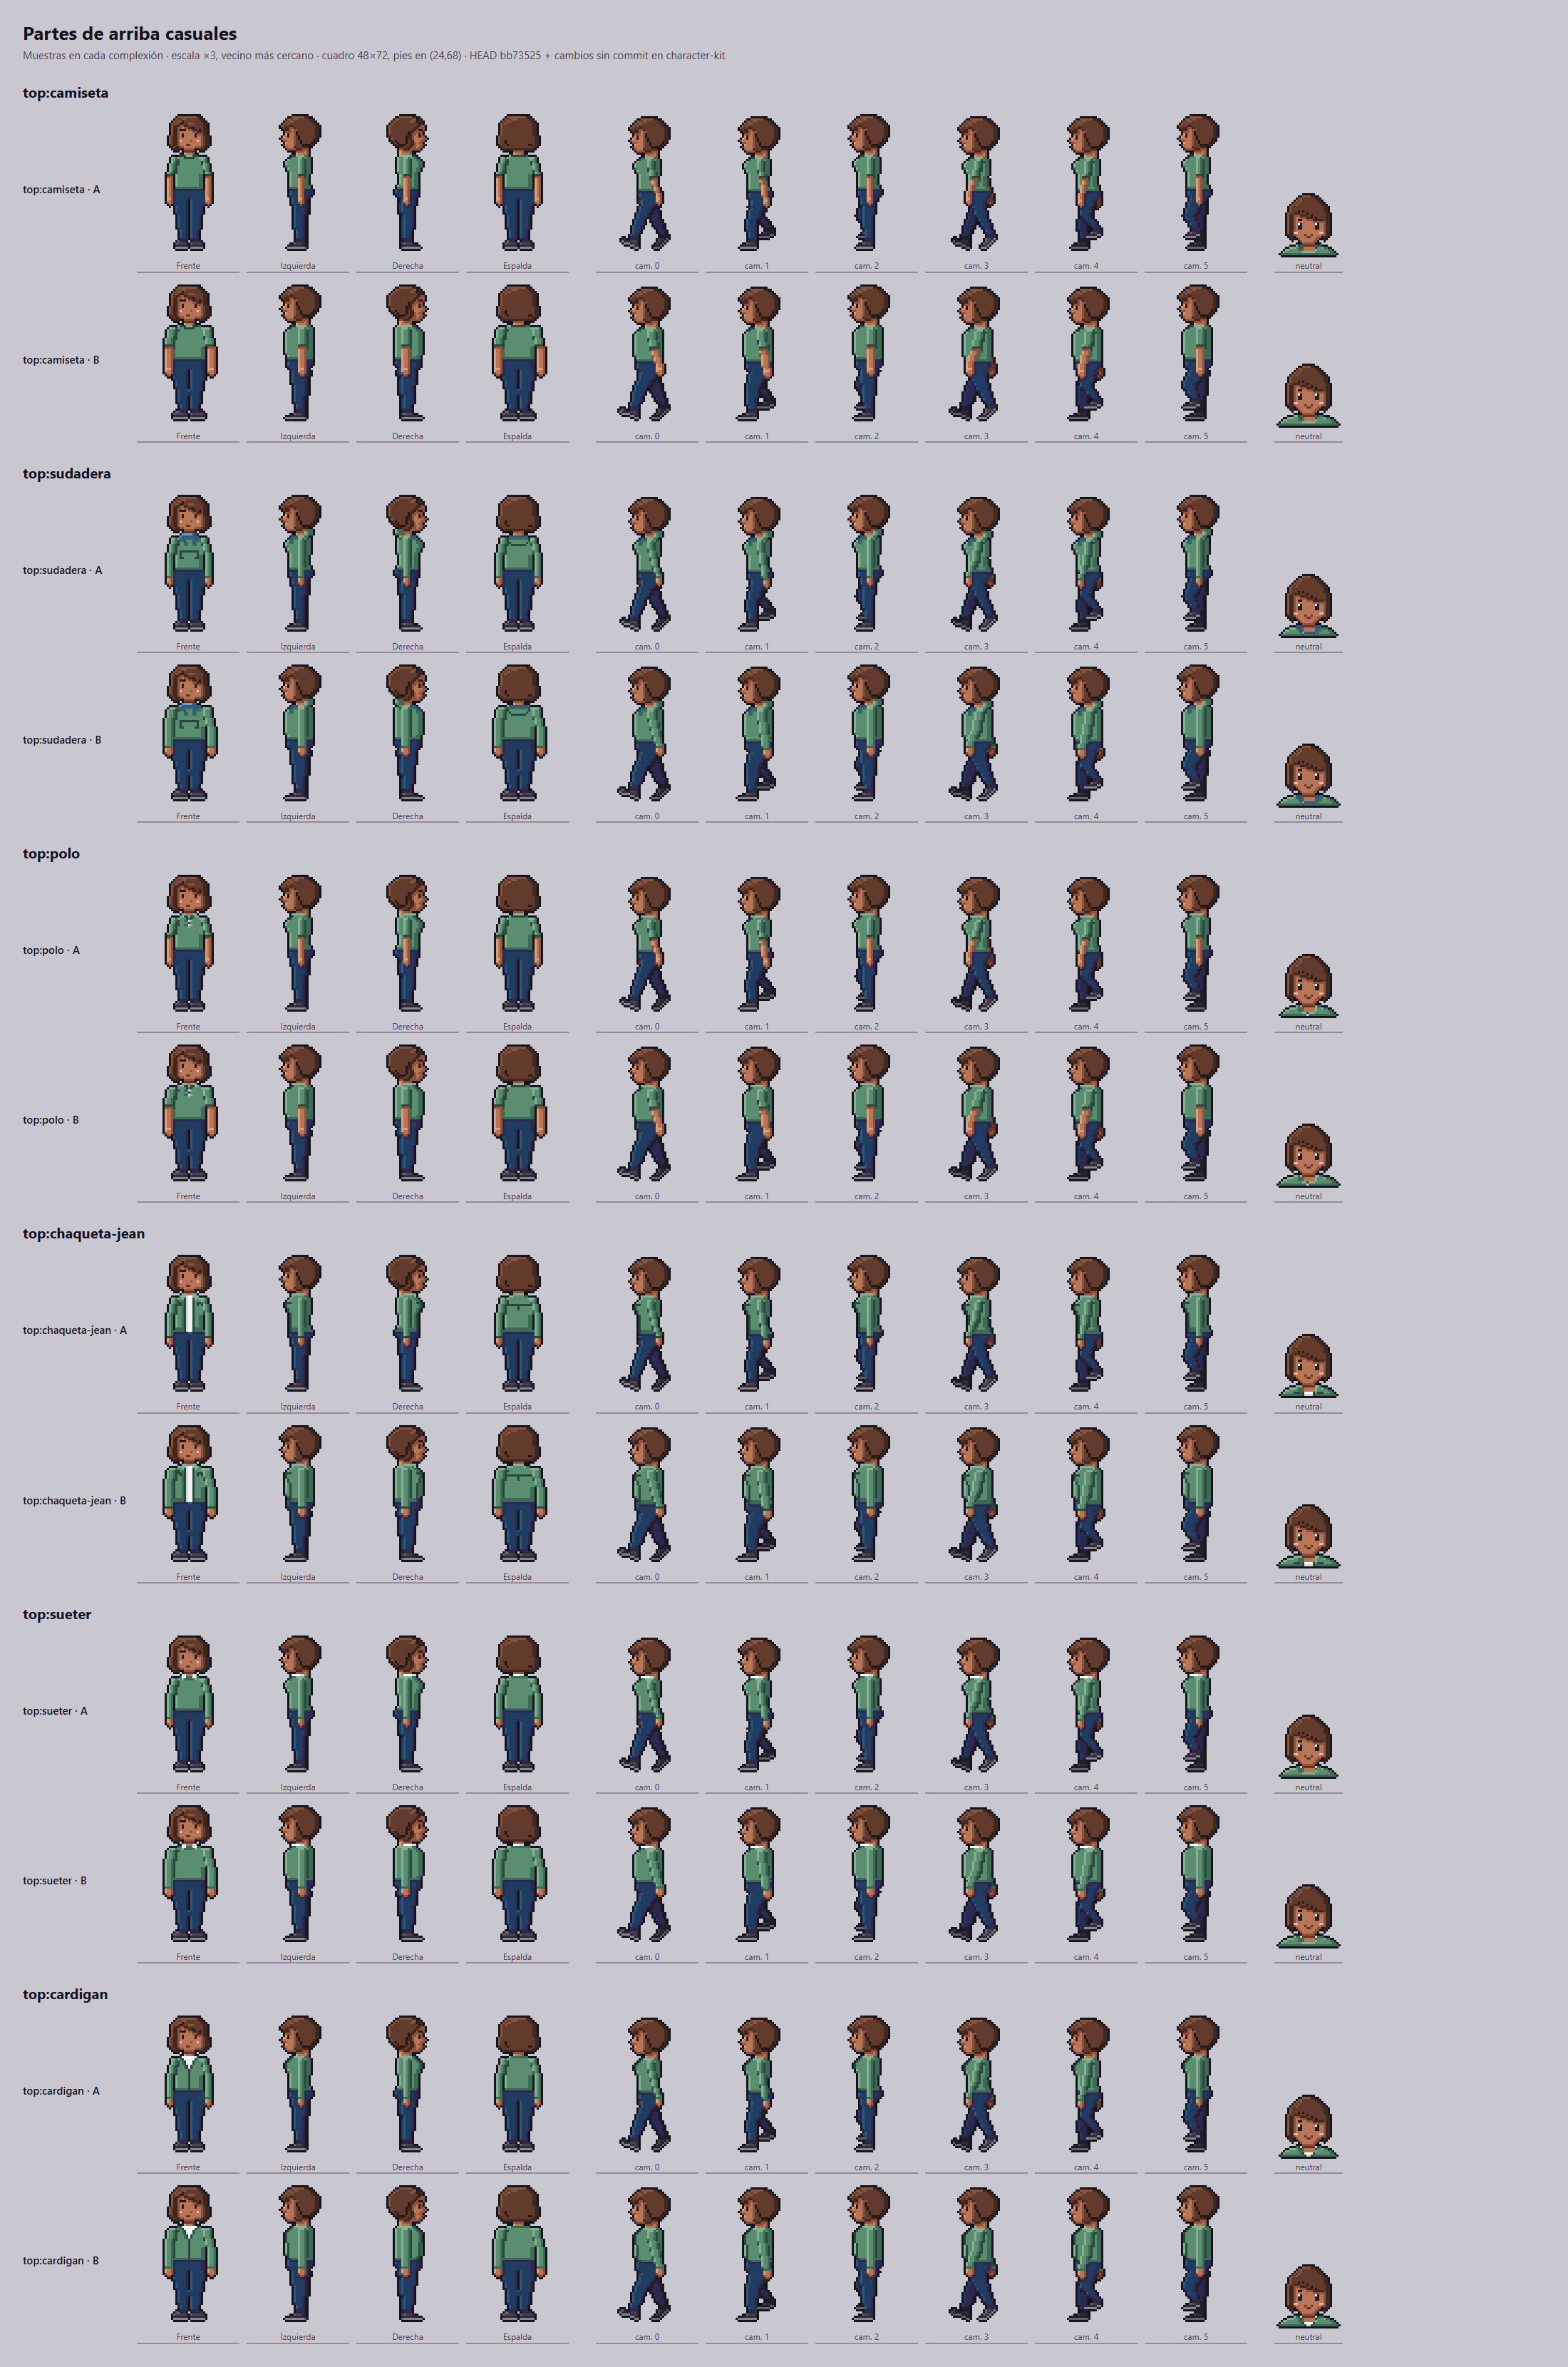 Partes de arriba casuales
Muestras en cada complexión · escala ×3, vecino más cercano · cuadro 48×72, pies en (24,68) · HEAD bb73525 + cambios sin commit en character-kit
top:camiseta
top:camiseta · A
Frente Izquierda Derecha Espalda cam. 0 cam. 1 cam. 2 cam. 3 cam. 4 cam. 5 neutral
top:camiseta · B
Frente Izquierda Derecha Espalda cam. 0 cam. 1 cam. 2 cam. 3 cam. 4 cam. 5 neutral
top:sudadera
top:sudadera · A
Frente Izquierda Derecha Espalda cam. 0 cam. 1 cam. 2 cam. 3 cam. 4 cam. 5 neutral
top:sudadera · B
Frente Izquierda Derecha Espalda cam. 0 cam. 1 cam. 2 cam. 3 cam. 4 cam. 5 neutral
top:polo
top:polo · A
Frente Izquierda Derecha Espalda cam. 0 cam. 1 cam. 2 cam. 3 cam. 4 cam. 5 neutral
top:polo · B
Frente Izquierda Derecha Espalda cam. 0 cam. 1 cam. 2 cam. 3 cam. 4 cam. 5 neutral
top:chaqueta-jean
top:chaqueta-jean · A
Frente Izquierda Derecha Espalda cam. 0 cam. 1 cam. 2 cam. 3 cam. 4 cam. 5 neutral
top:chaqueta-jean · B
Frente Izquierda Derecha Espalda cam. 0 cam. 1 cam. 2 cam. 3 cam. 4 cam. 5 neutral
top:sueter
top:sueter · A
Frente Izquierda Derecha Espalda cam. 0 cam. 1 cam. 2 cam. 3 cam. 4 cam. 5 neutral
top:sueter · B
Frente Izquierda Derecha Espalda cam. 0 cam. 1 cam. 2 cam. 3 cam. 4 cam. 5 neutral
top:cardigan
top:cardigan · A
Frente Izquierda Derecha Espalda cam. 0 cam. 1 cam. 2 cam. 3 cam. 4 cam. 5 neutral
top:cardigan · B
Frente Izquierda Derecha Espalda cam. 0 cam. 1 cam. 2 cam. 3 cam. 4 cam. 5 neutral